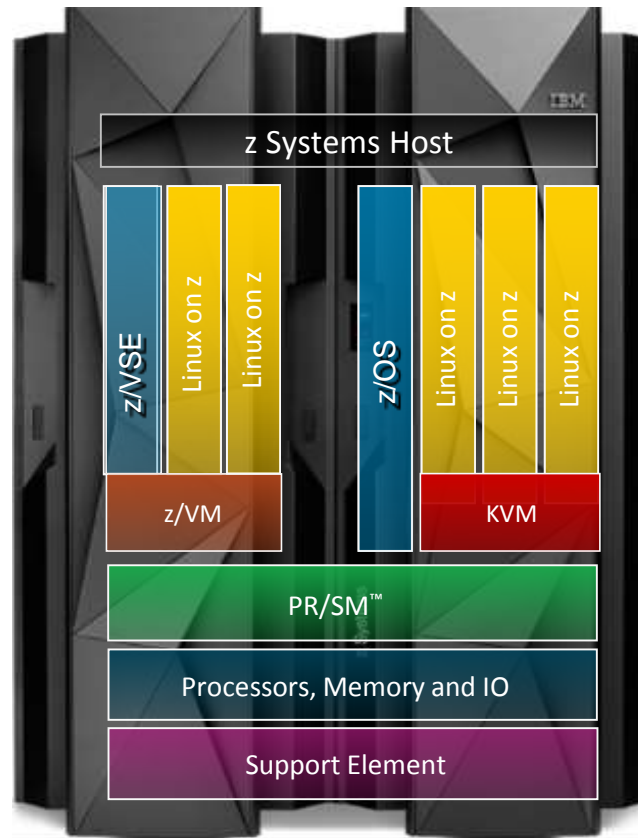 IBM
z Systems Host
z/VSE
Linux on z
Linux on z
z/OS
Linux on z
Linux on z
Linux on z
z/VM
KVM
PR/SM™
Processors, Memory and IO
Support Element